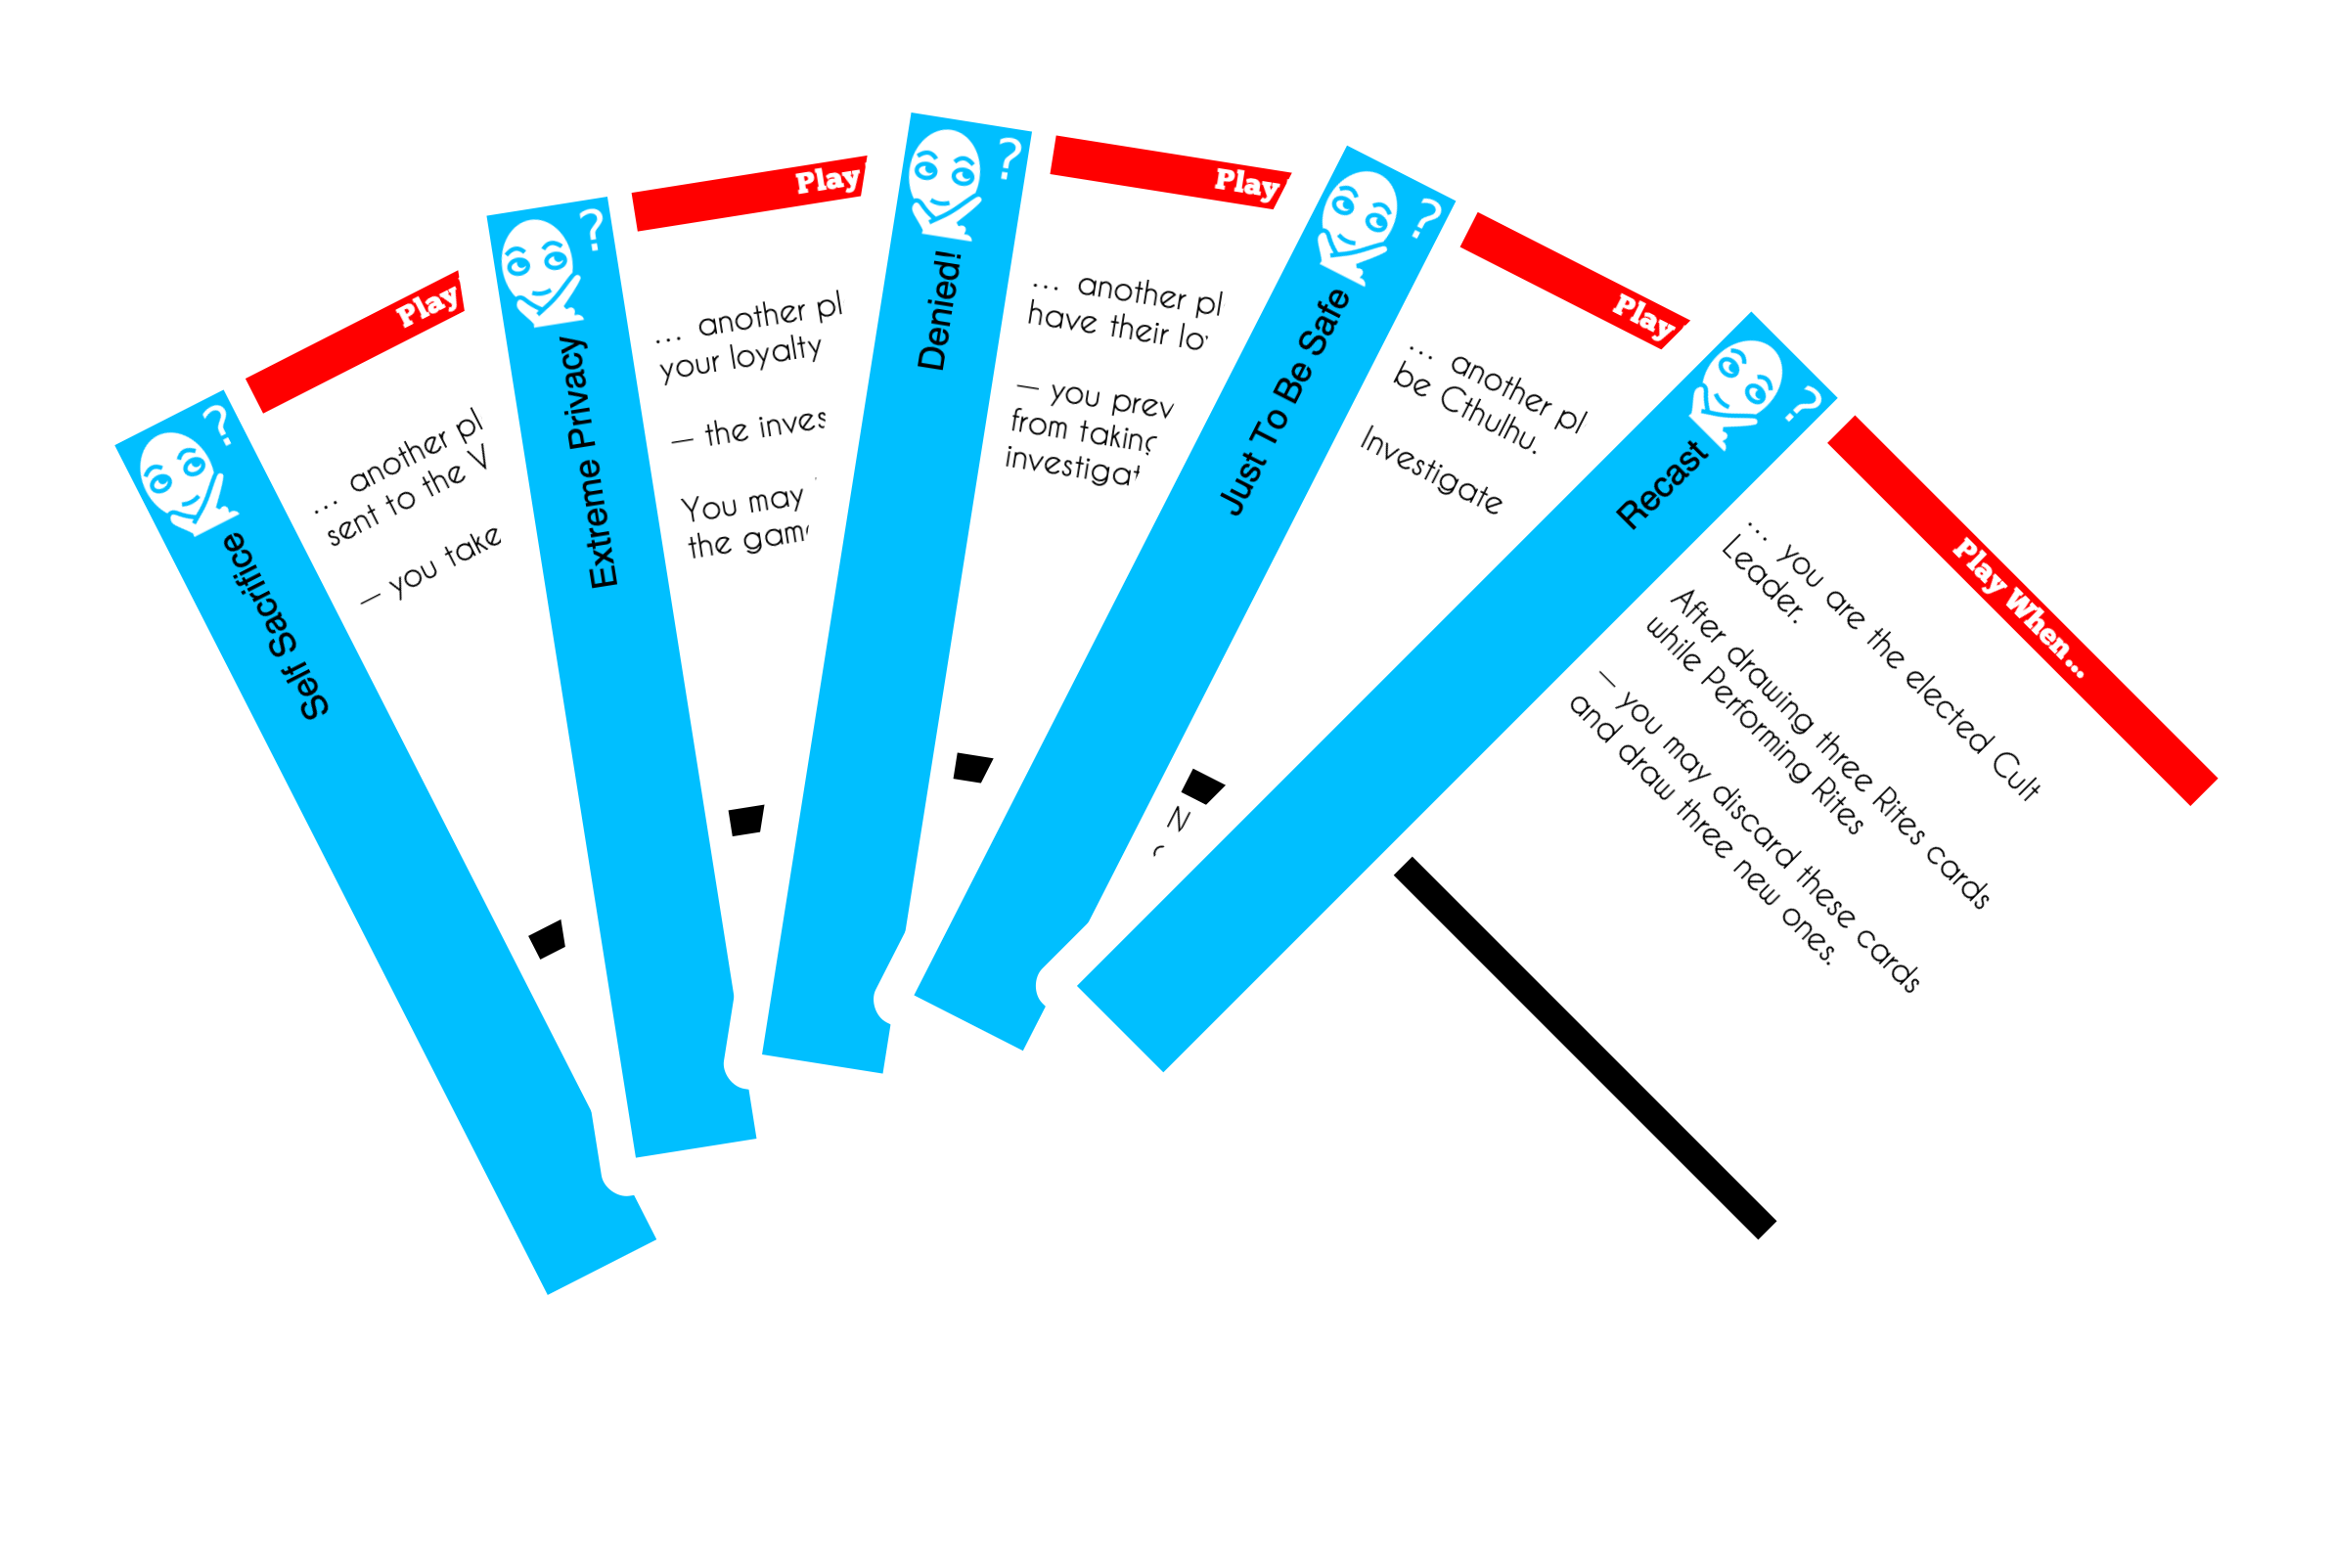 Self Sacrifice
Play
... another pl
sent to the V
— you take
Extreme Privacy
?
Play
... another pl
your loyalty
— the inves
You may
the gam
Denied!
?
Play
... another pl
have their lo
— you prev
from taking
investigat
Just To Be Safe
?
Play
... another pl
be Cthulhu.
Investigate
N
Recast
?
Play When...
... you are the elected Cult
Leader.
After drawing three Rites cards
while Performing Rites
— you may discard these cards
and draw three new ones.